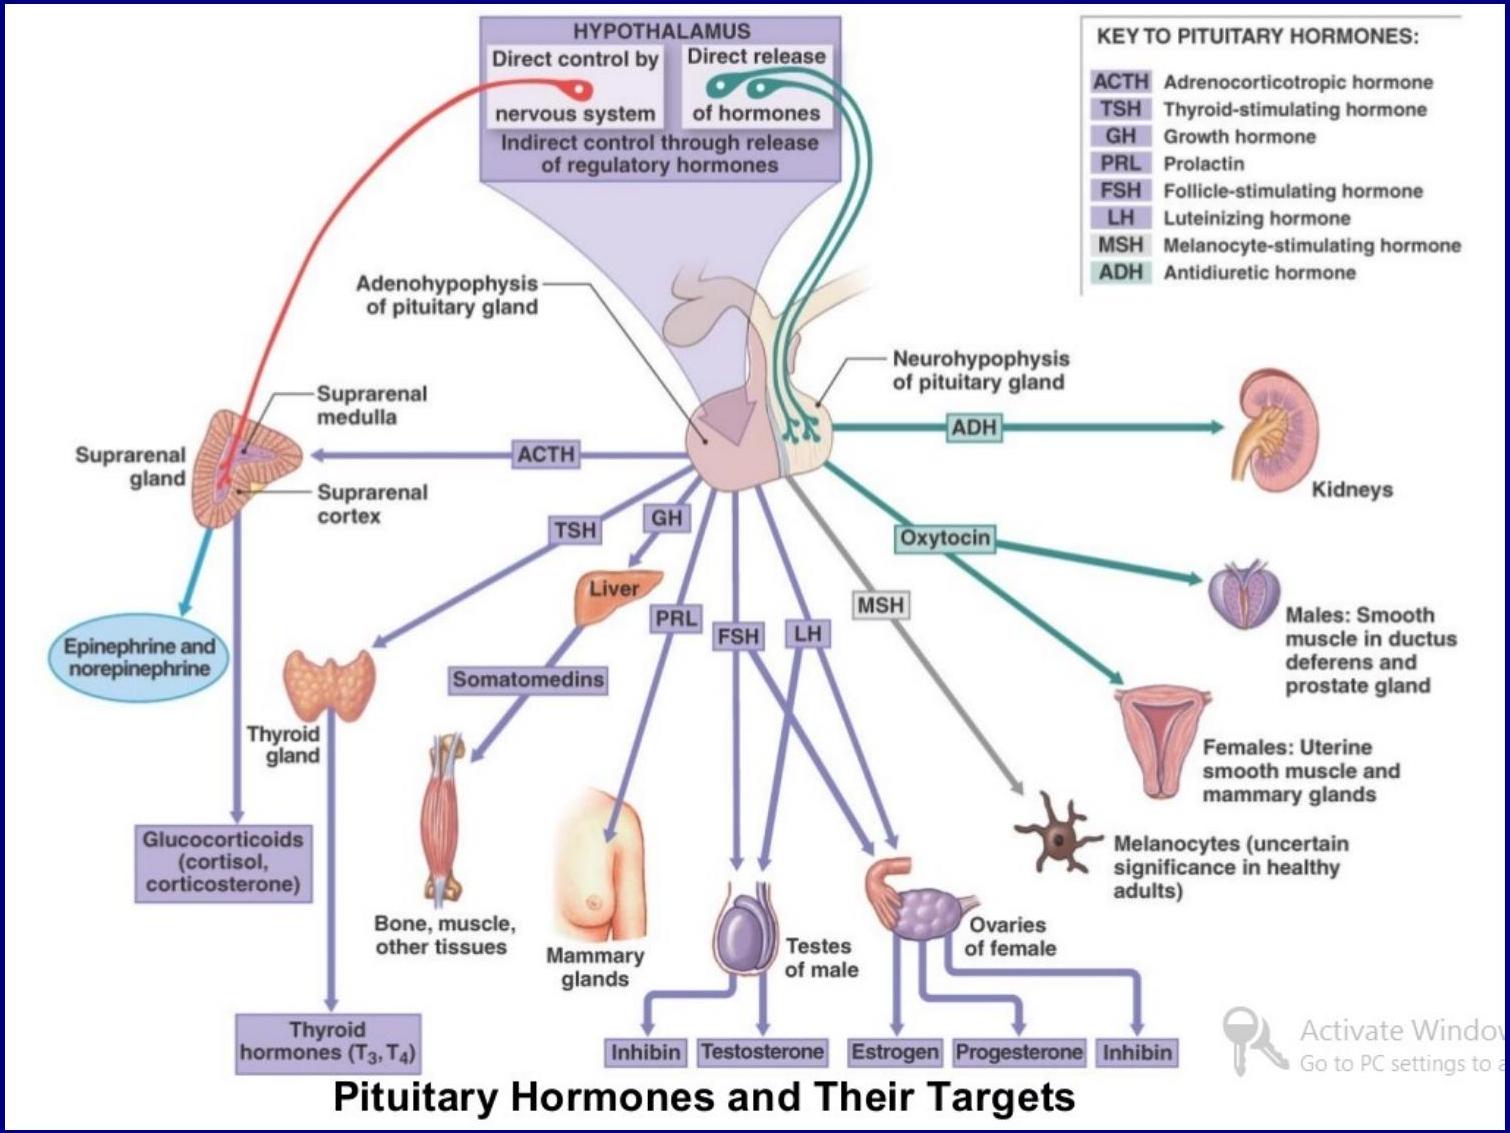 HYPOTHALAMUS
Direct control by
nervous system
Direct release
of hormones
Indirect control through release
of regulatory hormones
KEY TO PITUITARY HORMONES:
ACTH Adrenocorticotropic hormone
TSH Thyroid-stimulating hormone
GH Growth hormone
PRL Prolactin
FSH Follicle-stimulating hormone
LH Luteinizing hormone
MSH Melanocyte-stimulating hormone
ADH Antidiuretic hormone
Adenohypophysis
of pituitary gland
Neurohypophysis
of pituitary gland
Suprarenal
medulla
Suprarenal
gland
Suprarenal
cortex
ACTH
ADH
Kidneys
TSH
GH
Liver
PRL
FSH
LH
MSH
Oxytocin
Males: Smooth
muscle in ductus
deferens and
prostate gland
Epinephrine and
norepinephrine
Somatomedins
Thyroid
gland
Females: Uterine
smooth muscle and
mammary glands
Glucocorticoids
(cortisol,
corticosterone)
Melanocytes (uncertain
significance in healthy
adults)
Bone, muscle,
other tissues
Mammary
glands
Testes
of male
Ovaries
of female
Thyroid
hormones (T3, T4)
Inhibin
Testosterone
Estrogen
Progesterone
Inhibin
Activate Window
Go to PC settings to a
Pituitary Hormones and Their Targets